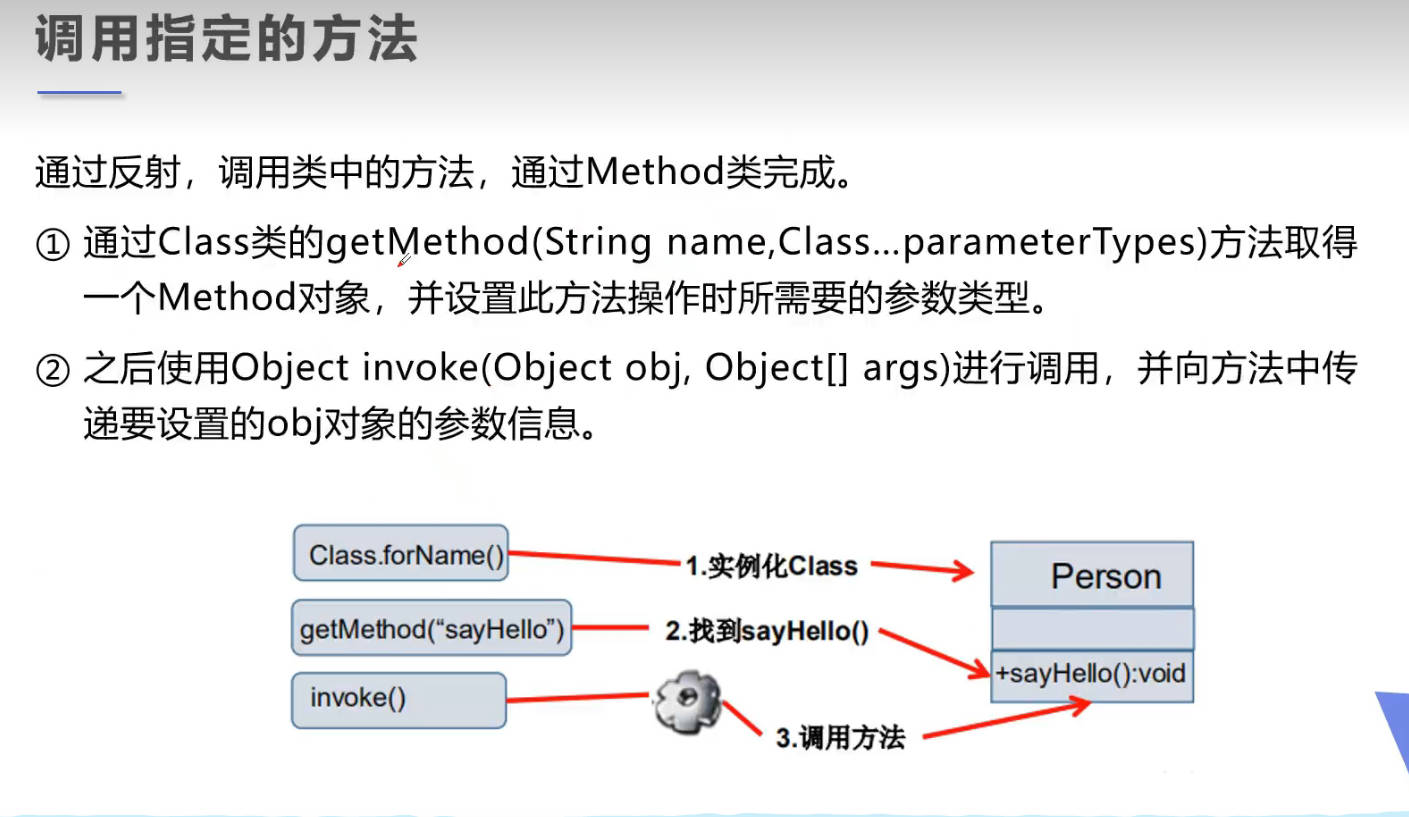 调用指定的方法
通过反射，调用类中的方法，通过Method类完成。
① 通过Class类的getMethod(String name,Class…parameterTypes)方法取得
一个Method对象，并设置此方法操作时所需要的参数类型。
② 之后使用Object invoke(Object obj, Object[] args)进行调用，并向方法中传
递要设置的obj对象的参数信息。
Class.forName()
1.实例化Class
Person
getMethod(“sayHello”)
2.找到sayHello()
+sayHello():void
invoke()
3.调用方法